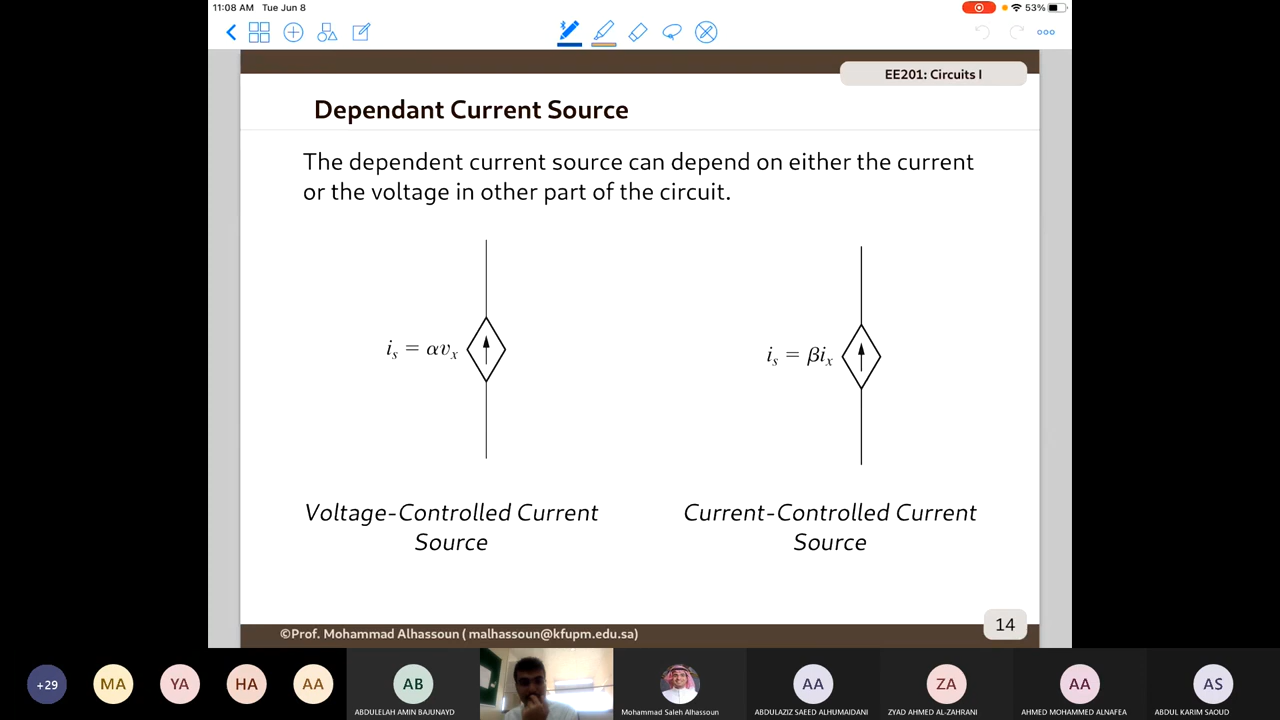 11:08 AM Tue Jun 8
53%
EE201: Circuits I
Dependant Current Source
The dependent current source can depend on either the current
or the voltage in other part of the circuit.
iₛ = αvₓ
iₛ = βiₓ
Voltage-Controlled Current
Source
Current-Controlled Current
Source
14
©Prof. Mohammad Alhassoun ( malhassoun@kfupm.edu.sa)
+29
MA
YA
HA
AA
AB
ABDULELAH AMIN BAJUNAYD
Mohammad Saleh Alhassoun
AA
ABDULAZIZ SAEED ALHUMAIDANI
ZA
ZYAD AHMED AL-ZAHRANI
AA
AHMED MOHAMMED ALNAFEA
AS
ABDUL KARIM SAOUD